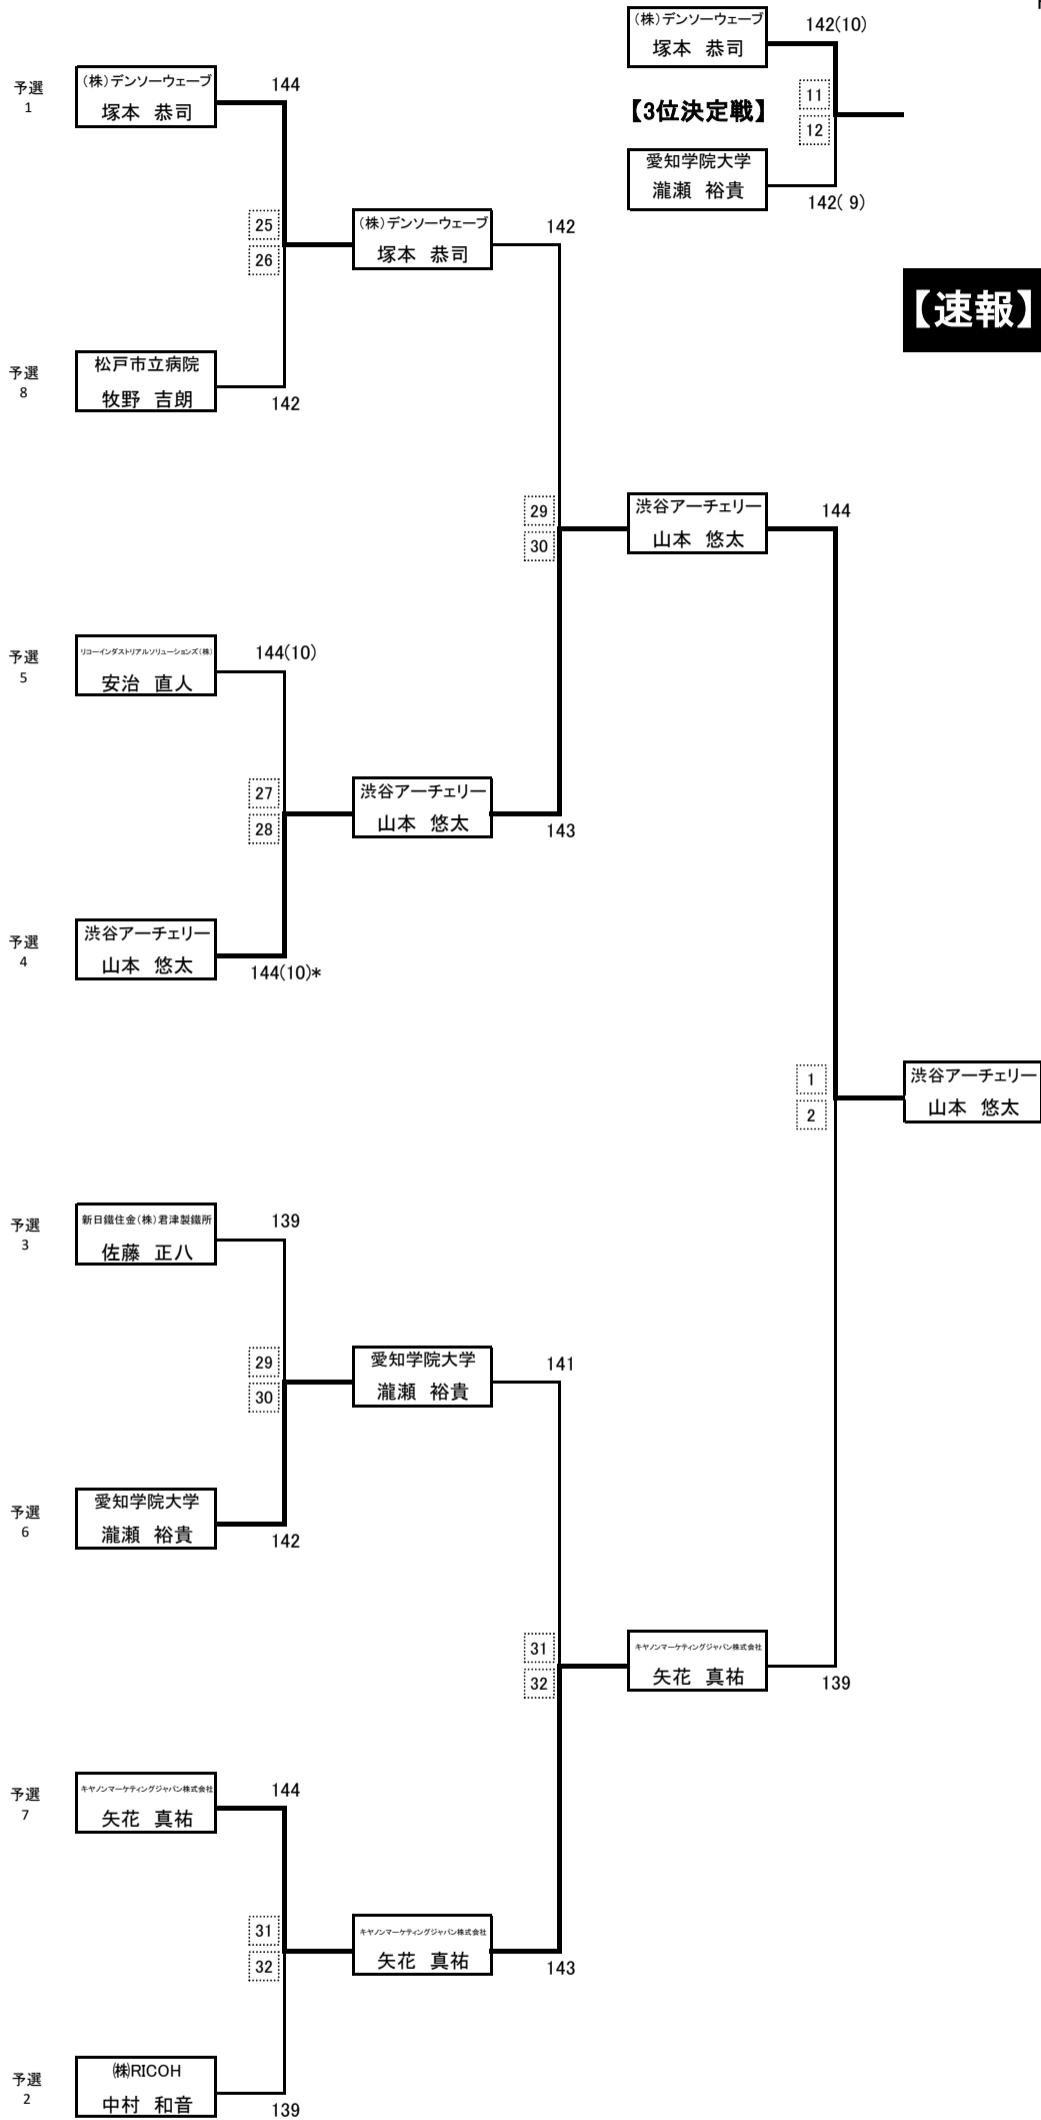 (株)デンソーウェーブ
塚本 恭司
142(10)
【3位決定戦】
11
12
愛知学院大学
瀧瀬 裕貴
142( 9)
【速報】
予選
1
(株)デンソーウェーブ
塚本 恭司
144
25
26
予選
8
松戸市立病院
牧野 吉朗
142
(株)デンソーウェーブ
塚本 恭司
142
29
30
予選
5
リコーインダストリアルソリューションズ(株)
安治 直人
144(10)
27
28
予選
4
渋谷アーチェリー
山本 悠太
144(10)*
渋谷アーチェリー
山本 悠太
143
渋谷アーチェリー
山本 悠太
144
1
2
渋谷アーチェリー
山本 悠太
予選
3
新日鐵住金(株)君津製鐵所
佐藤 正八
139
29
30
予選
6
愛知学院大学
瀧瀬 裕貴
142
愛知学院大学
瀧瀬 裕貴
141
31
32
キヤノンマーケティングジャパン株式会社
矢花 真祐
139
予選
7
キヤノンマーケティングジャパン株式会社
矢花 真祐
144
31
32
キヤノンマーケティングジャパン株式会社
矢花 真祐
143
予選
2
㈱RICOH
中村 和音
139